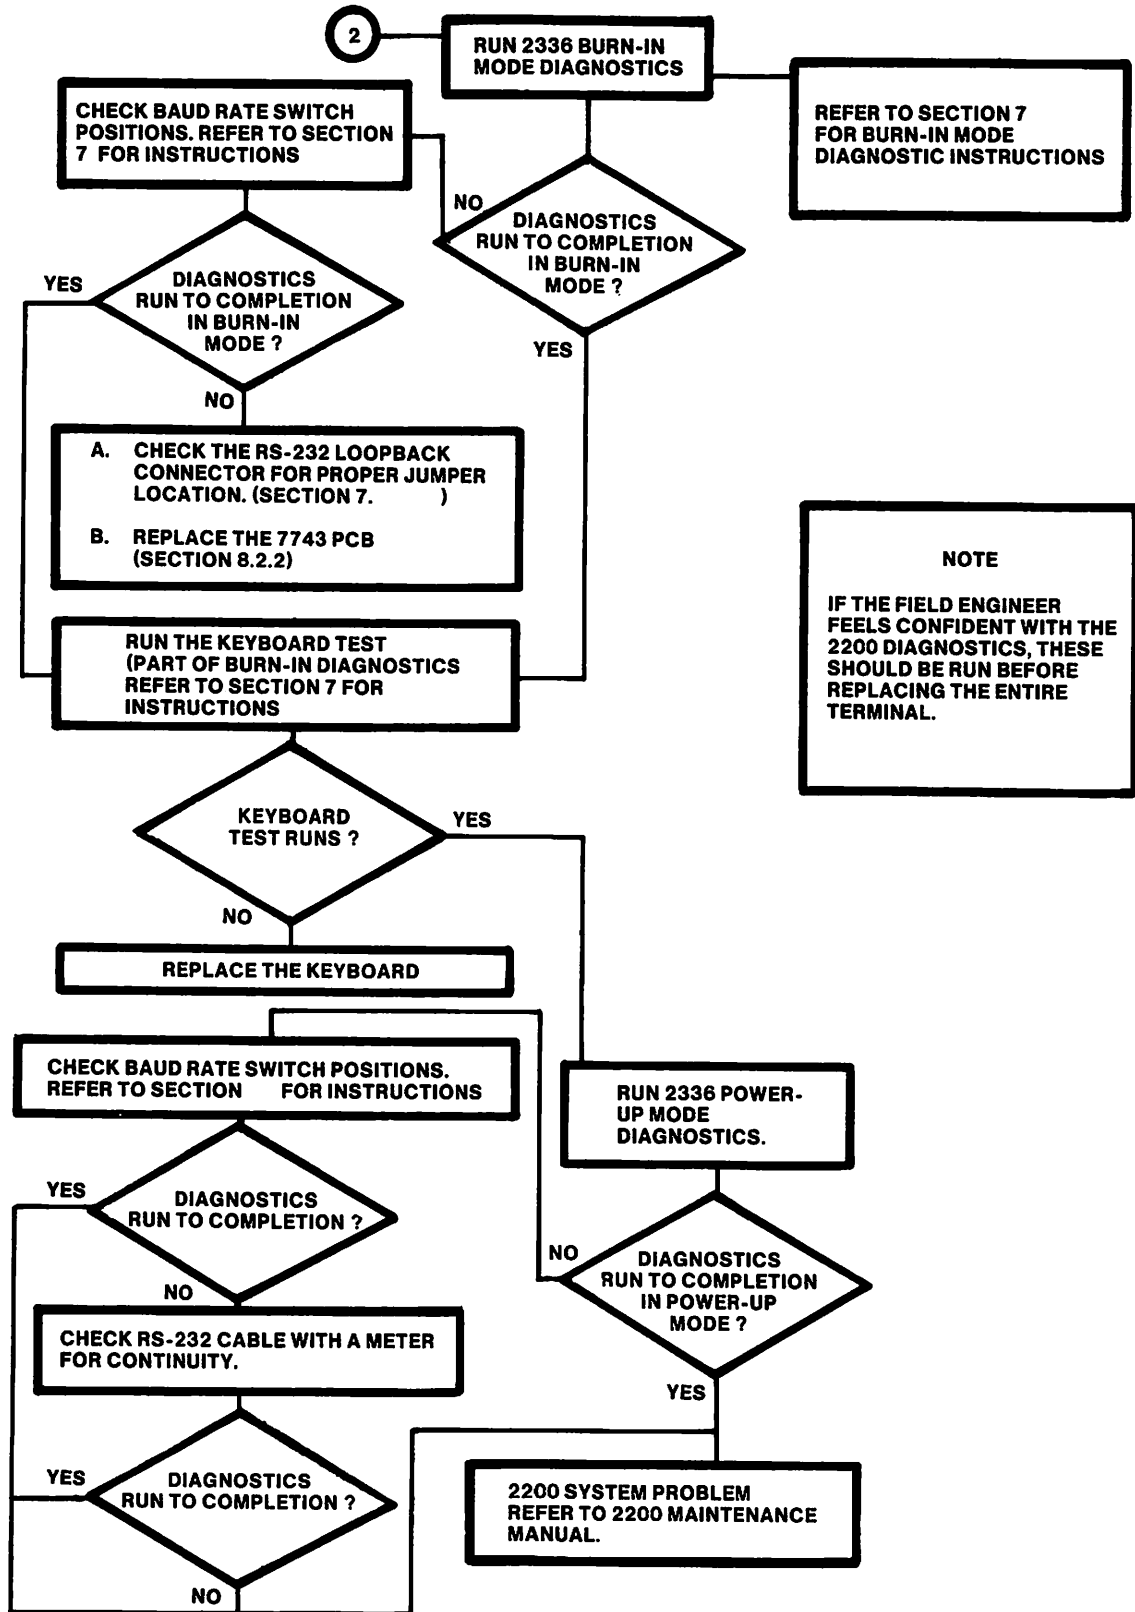 2
RUN 2336 BURN-IN
MODE DIAGNOSTICS
REFER TO SECTION 7
FOR BURN-IN MODE
DIAGNOSTIC INSTRUCTIONS
CHECK BAUD RATE SWITCH
POSITIONS. REFER TO SECTION
7 FOR INSTRUCTIONS
NO
DIAGNOSTICS
RUN TO COMPLETION
IN BURN-IN
MODE ?
YES
YES
DIAGNOSTICS
RUN TO COMPLETION
IN BURN-IN
MODE ?
NO
A. CHECK THE RS-232 LOOPBACK
CONNECTOR FOR PROPER JUMPER
LOCATION. (SECTION 7. )
B. REPLACE THE 7743 PCB
(SECTION 8.2.2)
NOTE
IF THE FIELD ENGINEER
FEELS CONFIDENT WITH THE
2200 DIAGNOSTICS, THESE
SHOULD BE RUN BEFORE
REPLACING THE ENTIRE
TERMINAL.
RUN THE KEYBOARD TEST
(PART OF BURN-IN DIAGNOSTICS
REFER TO SECTION 7 FOR
INSTRUCTIONS
KEYBOARD
TEST RUNS ?
YES
NO
REPLACE THE KEYBOARD
CHECK BAUD RATE SWITCH POSITIONS.
REFER TO SECTION FOR INSTRUCTIONS
RUN 2336 POWER-
UP MODE
DIAGNOSTICS.
YES
DIAGNOSTICS
RUN TO COMPLETION ?
NO
NO
DIAGNOSTICS
RUN TO COMPLETION
IN POWER-UP
MODE ?
YES
CHECK RS-232 CABLE WITH A METER
FOR CONTINUITY.
YES
DIAGNOSTICS
RUN TO COMPLETION ?
NO
2200 SYSTEM PROBLEM
REFER TO 2200 MAINTENANCE
MANUAL.